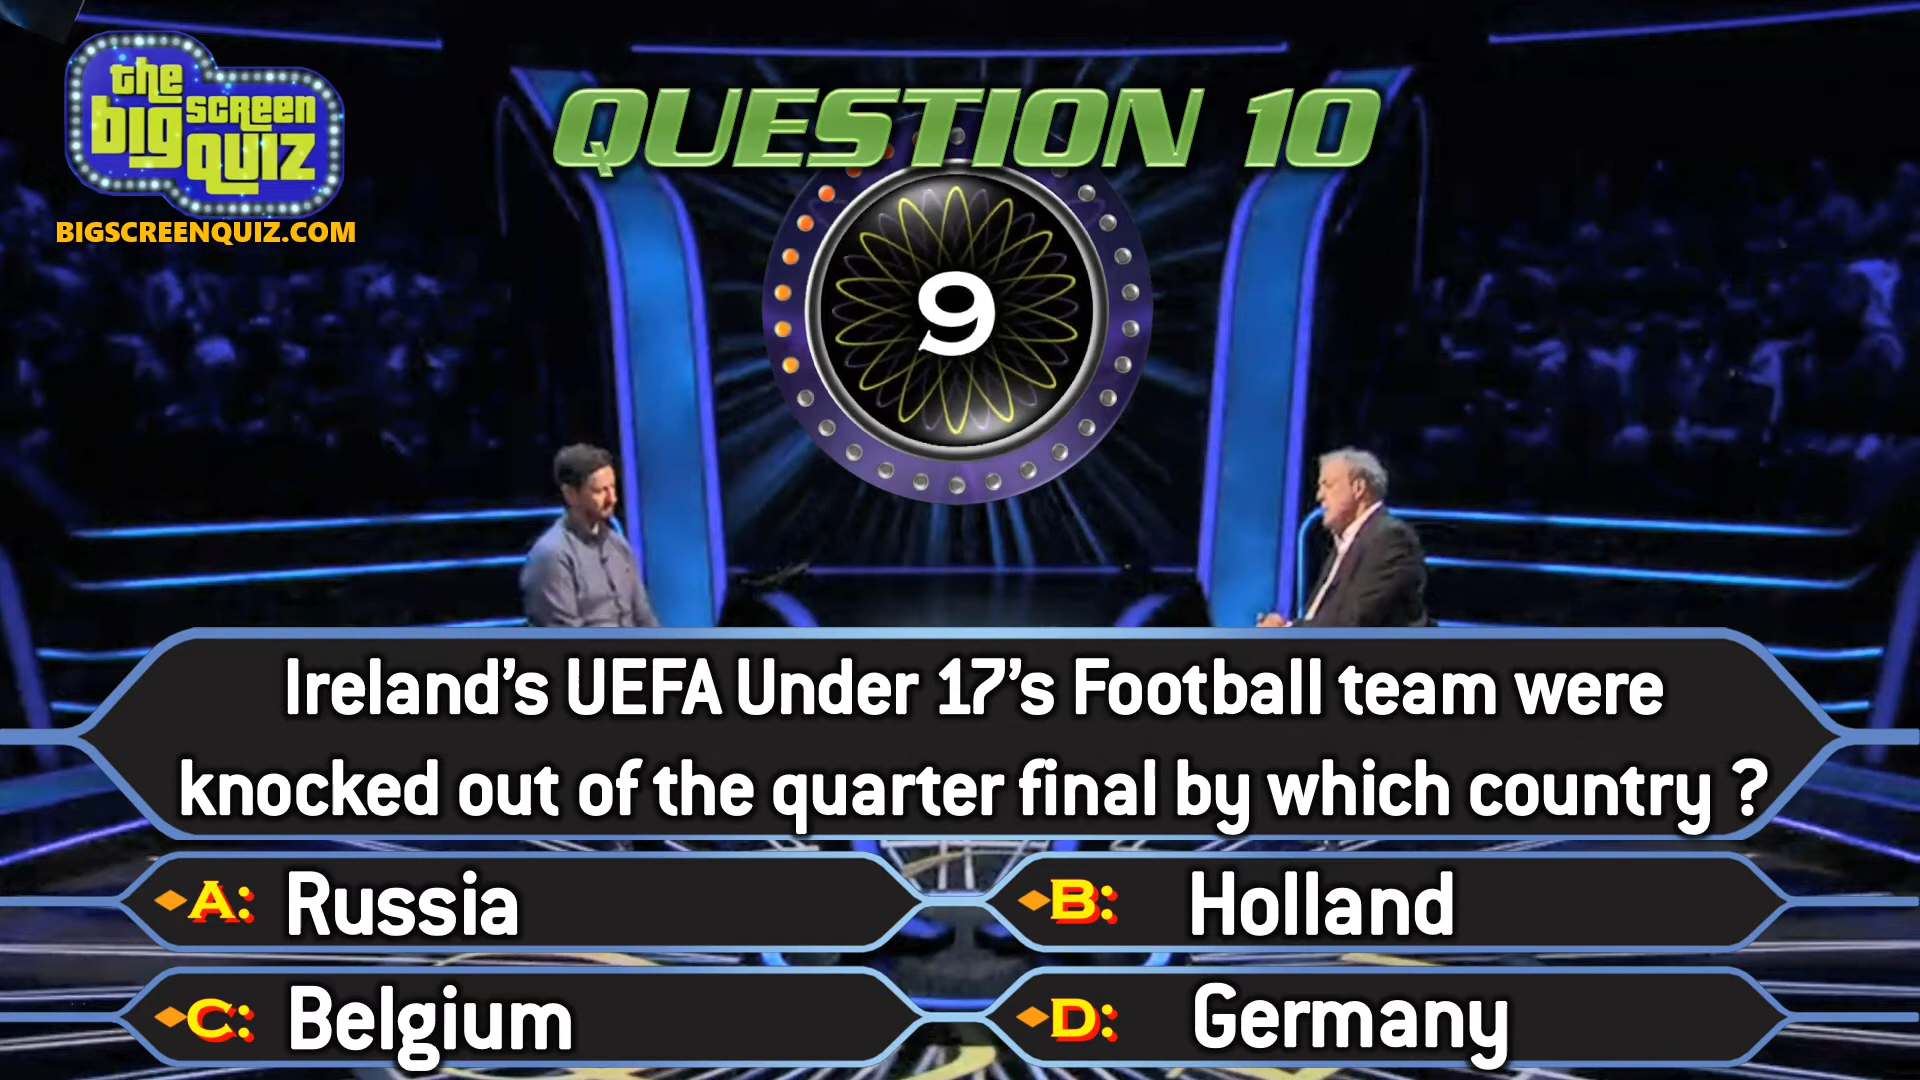 the
big SCREEN
QUIZ
BIGSCREENQUIZ.COM
QUESTION 10
9
Ireland's UEFA Under 17's Football team were
knocked out of the quarter final by which country ?
A: Russia
B: Holland
C: Belgium
D: Germany